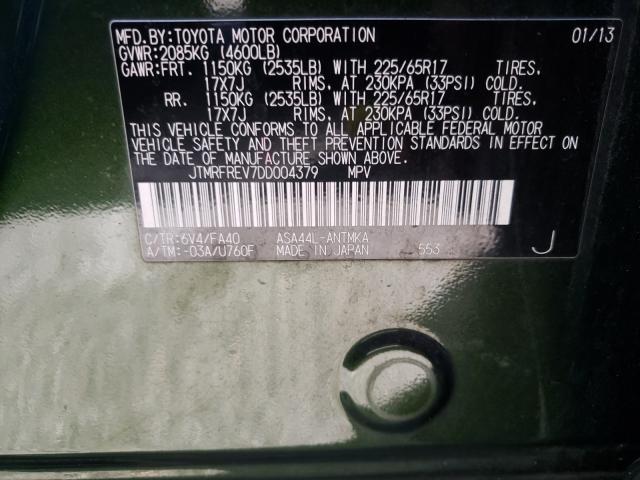 MFD.BY:TOYOTA MOTOR CORPORATION 01/13
GVWR:2085KG (4600LB)
GAWR:FRT. 1150KG (2535LB) WITH 225/65R17 TIRES,
17X7J RIMS, AT 230KPA (33PSI) COLD.
RR. 1150KG (2535LB) WITH 225/65R17 TIRES,
17X7J RIMS, AT 230KPA (33PSI) COLD.
THIS VEHICLE CONFORMS TO ALL APPLICABLE FEDERAL MOTOR
VEHICLE SAFETY AND THEFT PREVENTION STANDARDS IN EFFECT
ON THE DATE OF MANUFACTURE SHOWN ABOVE.
JTMRFREV7DD004379 MPV
C/TR:6V4/FA40 ASA44L-ANTMKA
A/TM:-03A/U760F MADE IN JAPAN 553 J